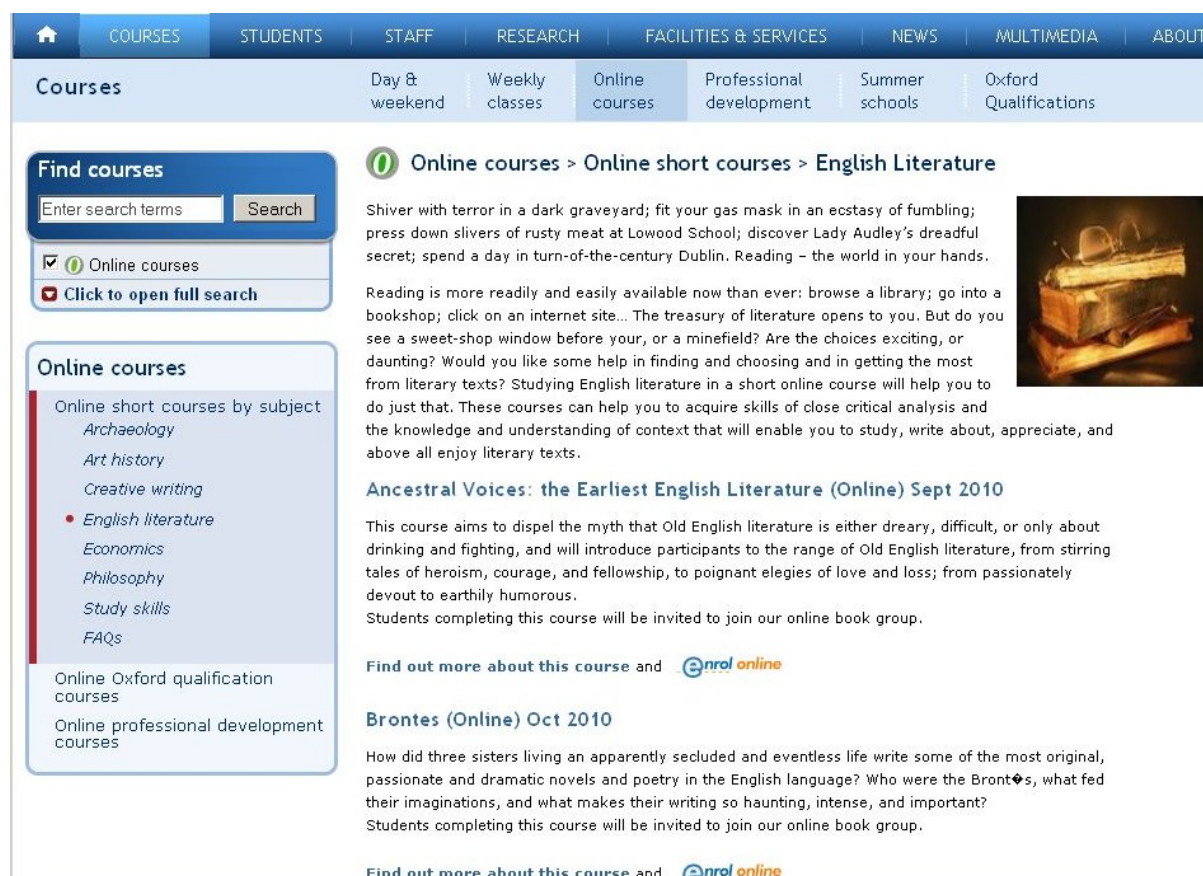 COURSES STUDENTS STAFF RESEARCH FACILITIES & SERVICES NEWS MULTIMEDIA ABOUT
Courses
Day & weekend
Weekly classes
Online courses
Professional development
Summer schools
Oxford Qualifications
Find courses
Enter search terms Search
Online courses
Click to open full search
Online courses
Online short courses by subject
Archaeology
Art history
Creative writing
English literature
Economics
Philosophy
Study skills
FAQs
Online Oxford qualification
courses
Online professional development
courses
Online courses > Online short courses > English Literature
Shiver with terror in a dark graveyard; fit your gas mask in an ecstasy of fumbling;
press down slivers of rusty meat at Lowood School; discover Lady Audley's dreadful
secret; spend a day in turn-of-the-century Dublin. Reading – the world in your hands.
Reading is more readily and easily available now than ever: browse a library; go into a
bookshop; click on an internet site... The treasury of literature opens to you. But do you
see a sweet-shop window before your, or a minefield? Are the choices exciting, or
daunting? Would you like some help in finding and choosing and in getting the most
from literary texts? Studying English literature in a short online course will help you to
do just that. These courses can help you to acquire skills of close critical analysis and
the knowledge and understanding of context that will enable you to study, write about, appreciate, and
above all enjoy literary texts.
Ancestral Voices: the Earliest English Literature (Online) Sept 2010
This course aims to dispel the myth that Old English literature is either dreary, difficult, or only about
drinking and fighting, and will introduce participants to the range of Old English literature, from stirring
tales of heroism, courage, and fellowship, to poignant elegies of love and loss; from passionately
devout to earthily humorous.
Students completing this course will be invited to join our online book group.
Find out more about this course and enrol online
Brontes (Online) Oct 2010
How did three sisters living an apparently secluded and eventless life write some of the most original,
passionate and dramatic novels and poetry in the English language? Who were the Bront�s, what fed
their imaginations, and what makes their writing so haunting, intense, and important?
Students completing this course will be invited to join our online book group.
Find out more about this course and enrol online